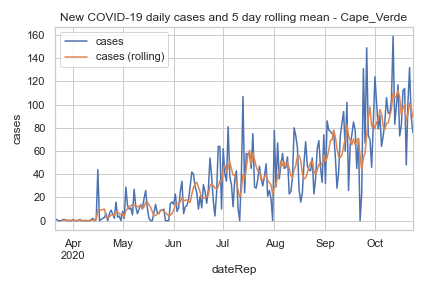 New COVID-19 daily cases and 5 day rolling mean - Cape_Verde
cases
cases (rolling)
160
140
120
100
80
60
40
20
0
cases
Apr
2020
May
Jun
Jul
Aug
Sep
Oct
dateRep